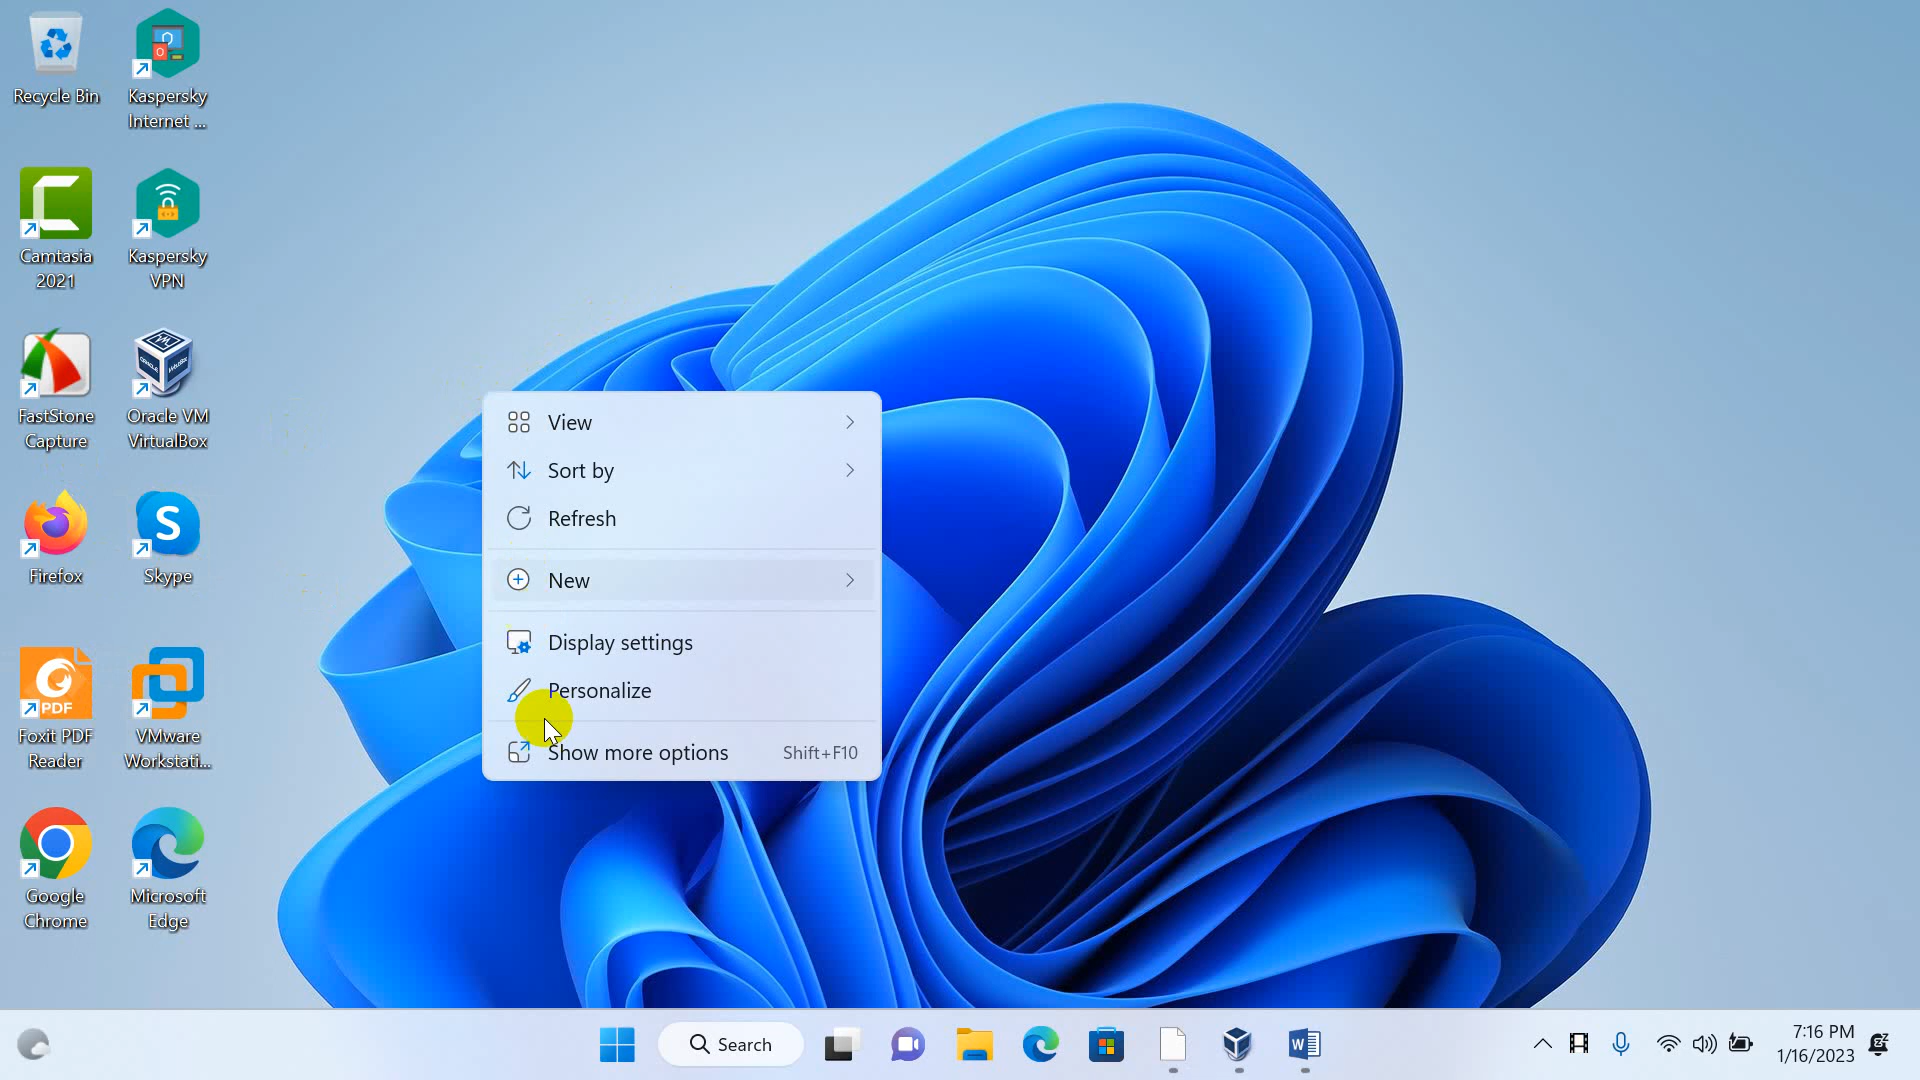 Recycle Bin
Kaspersky
Internet ...
Camtasia
2021
Kaspersky
VPN
FastStone
Capture
Oracle VM
VirtualBox
Firefox
Skype
Foxit PDF
Reader
VMware
Workstati...
Google
Chrome
Microsoft
Edge
View
Sort by
Refresh
New
Display settings
Personalize
Show more options Shift+F10
Search
7:16 PM
1/16/2023